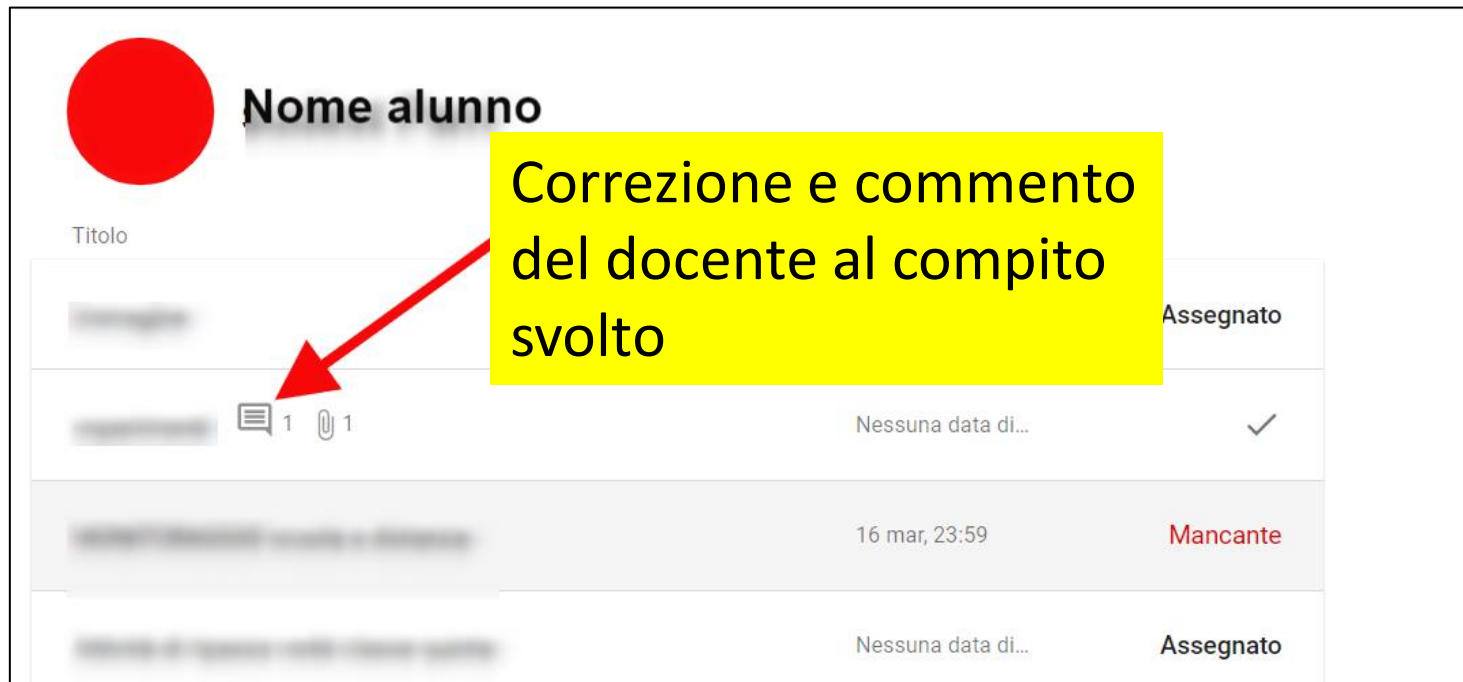 Nome alunno
Correzione e commento
del docente al compito
svolto
Titolo
Assegnato
1 1 Nessuna data di...
16 mar, 23:59 Mancante
Nessuna data di... Assegnato